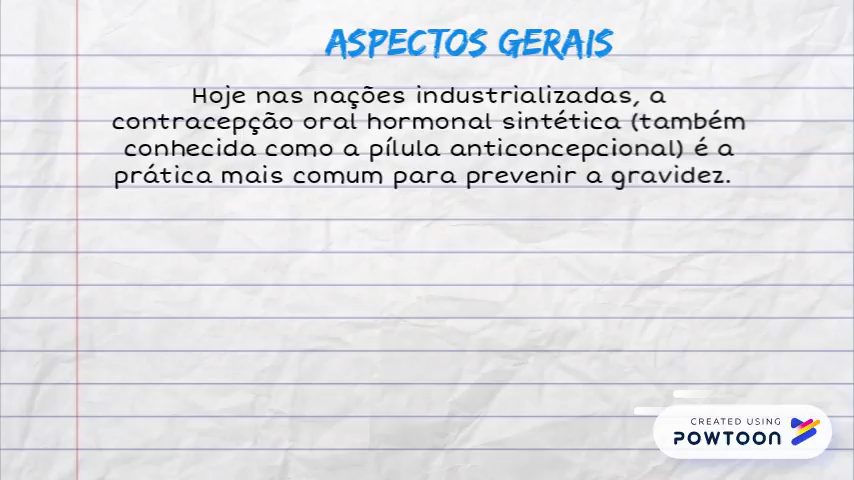 ASPECTOS GERAIS
Hoje nas nações industrializadas, a
contracepção oral hormonal sintética (também
conhecida como a pílula anticoncepcional) é a
prática mais comum para prevenir a gravidez.
CREATED USING
POWTOON